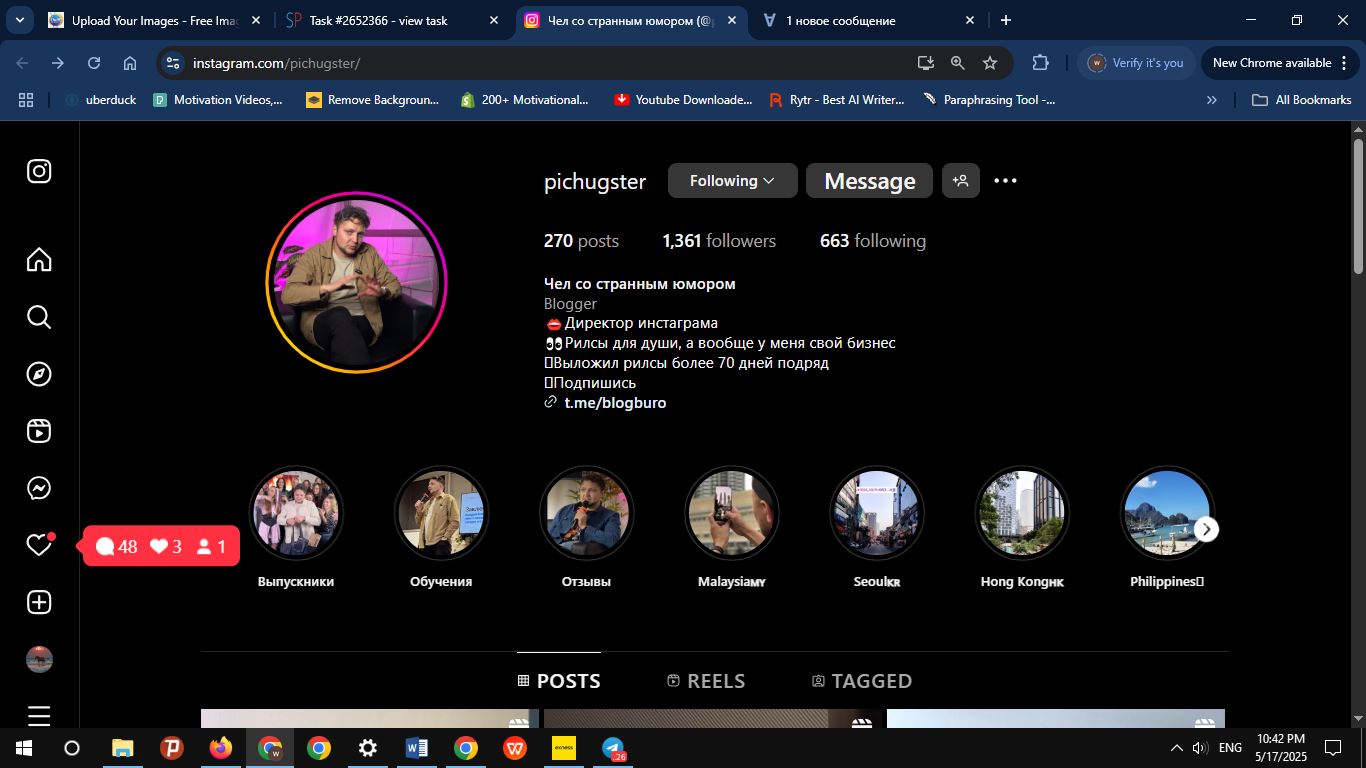 Upload Your Images - Free Imag
Task #2652366 - view task
Чел со странным юмором (@p
1 новое сообщение
instagram.com/pichugster/
Verify it's you
New Chrome available
uberduck
Motivation Videos,...
Remove Backgroun...
200+ Motivational...
Youtube Downloade...
Rytr - Best AI Writer...
Paraphrasing Tool -...
All Bookmarks
pichugster
Following
Message
270 posts
1,361 followers
663 following
Чел со странным юмором
Blogger
Директор инстаграма
Рилсы для души, а вообще у меня свой бизнес
Выложил рилсы более 70 дней подряд
Подпишись
t.me/blogburo
48
3
1
Выпускники
Обучения
Отзывы
MalaysiaMY
SeoulKR
Hong KongHK
Philippines
POSTS
REELS
TAGGED
exness
26
ENG
10:42 PM
5/17/2025